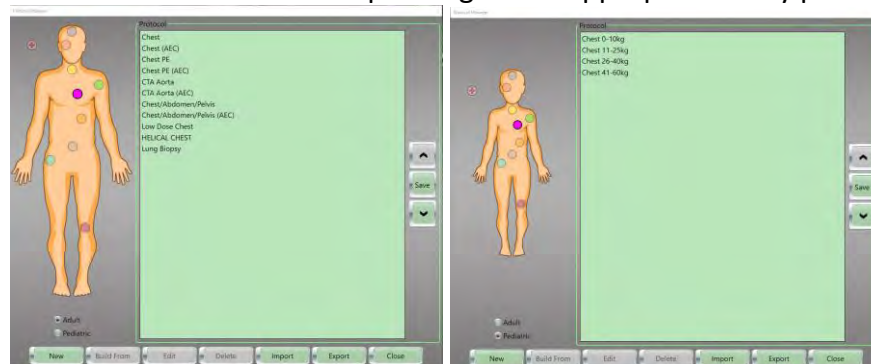 Protocol
Chest
Chest (AEC)
Chest PE
Chest PE (AEC)
CTA Aorta
CTA Aorta (AEC)
Chest/Abdomen/Pelvis
Chest/Abdomen/Pelvis (AEC)
Low Dose Chest
HELICAL CHEST
Lung Biopsy
Save
Adult
Pediatric
New
Build From
Edit
Delete
Import
Export
Close
Protocol
Chest 0-10kg
Chest 11-25kg
Chest 26-40kg
Chest 41-60kg
Save
Adult
Pediatric
New
Build From
Edit
Delete
Import
Export
Close